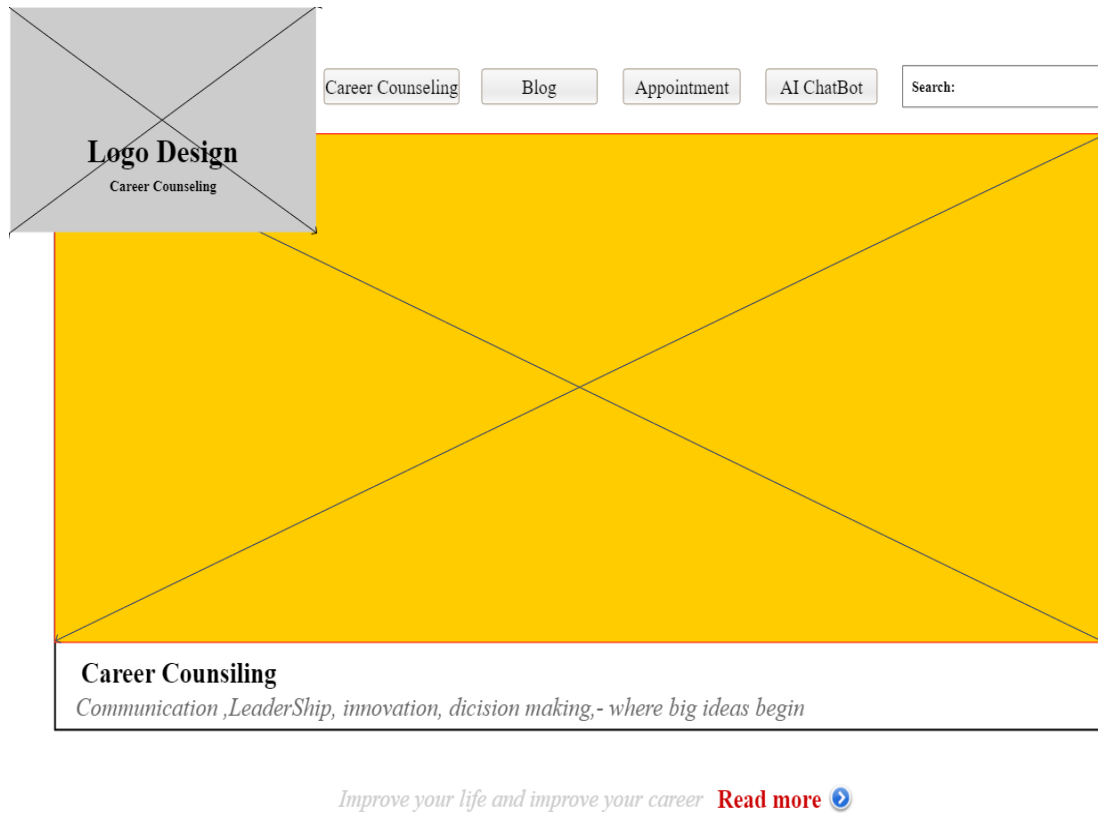 Career Counseling
Blog
Appointment
AI ChatBot
Search:
Logo Design
Career Counseling
Career Counsiling
Communication ,LeaderShip, innovation, dicision making,- where big ideas begin
Improve your life and improve your career Read more